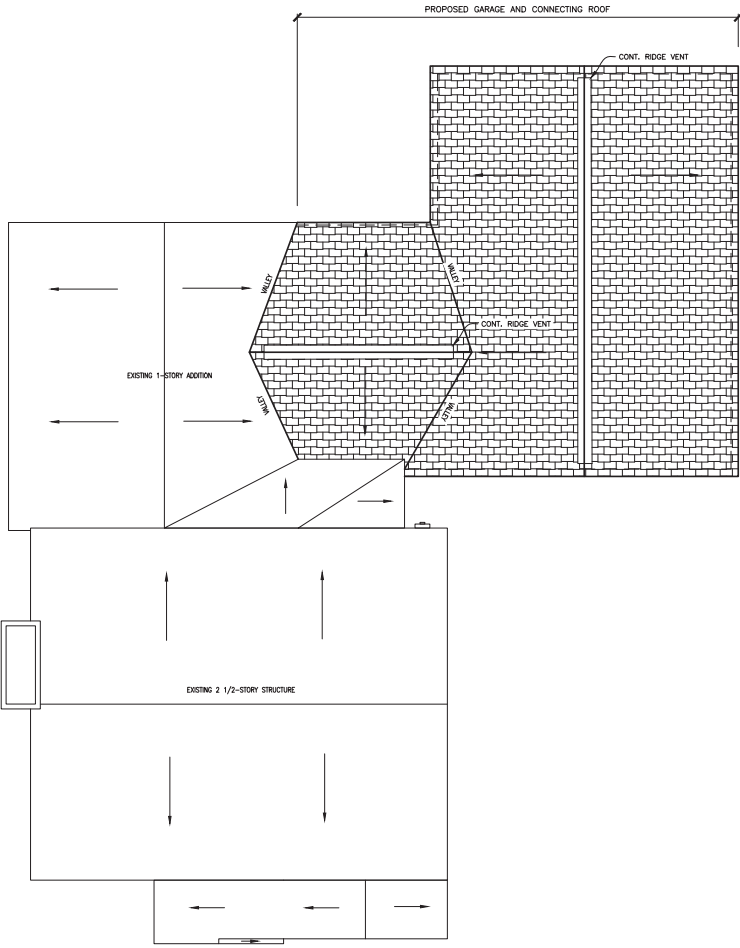 PROPOSED GARAGE AND CONNECTING ROOF
CONT. RIDGE VENT
VALLEY
VALLEY
CONT. RIDGE VENT
EXISTING 1-STORY ADDITION
VALLEY
VALLEY
EXISTING 2 1/2-STORY STRUCTURE